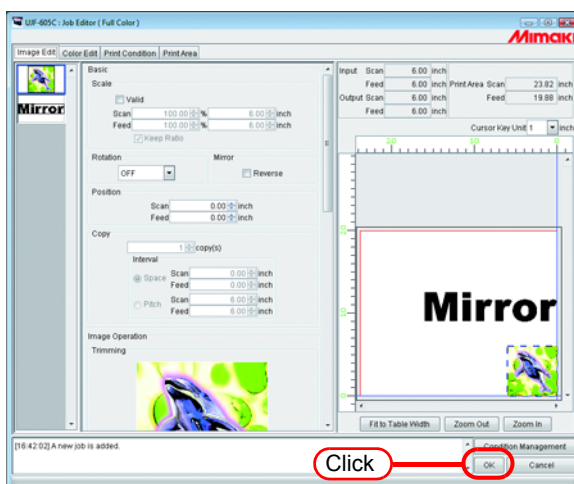 UJF-605C : Job Editor ( Full Color )
Mimaki
Image Edit Color Edit Print Condition Print Area
Mirror
Basic
Scale
Valid
Scan 100.00 % 6.00 inch
Feed 100.00 % 6.00 inch
Keep Ratio
Rotation Mirror
OFF Reverse
Position
Scan 0.00 inch
Feed 0.00 inch
Copy
1 copy(s)
Interval
Space Scan 0.00 inch
Feed 0.00 inch
Pitch Scan 6.00 inch
Feed 6.00 inch
Image Operation
Trimming
Input Scan 6.00 inch
Feed 6.00 inch Print Area Scan 23.82 inch
Output Scan 6.00 inch Feed 19.88 inch
Feed 6.00 inch
Cursor Key Unit 1 inch
20 10 0
20
10
0
Mirror
Fit to Table Width Zoom Out Zoom In
[16:42:02] A new job is added.
Condition Management
Click
OK Cancel